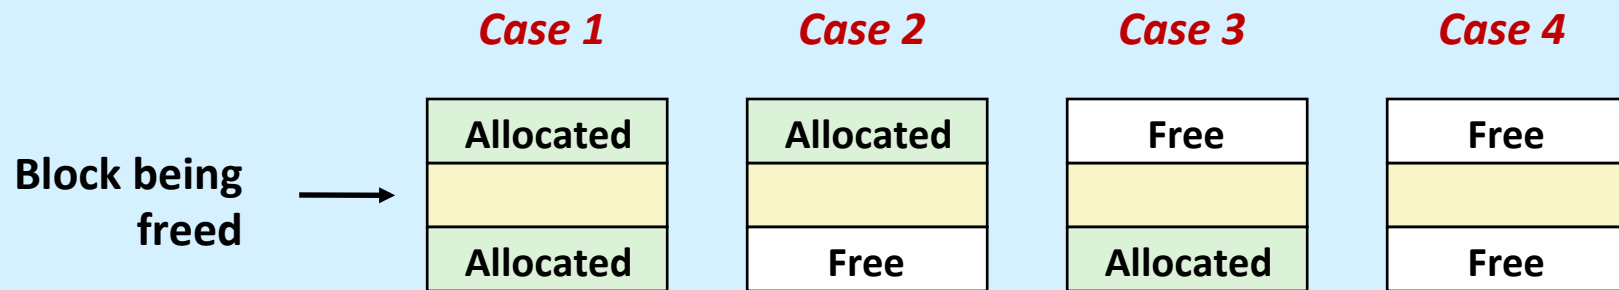 Case 1 Case 2 Case 3 Case 4
Allocated Allocated Free Free
Block being
freed
Allocated Free Allocated Free